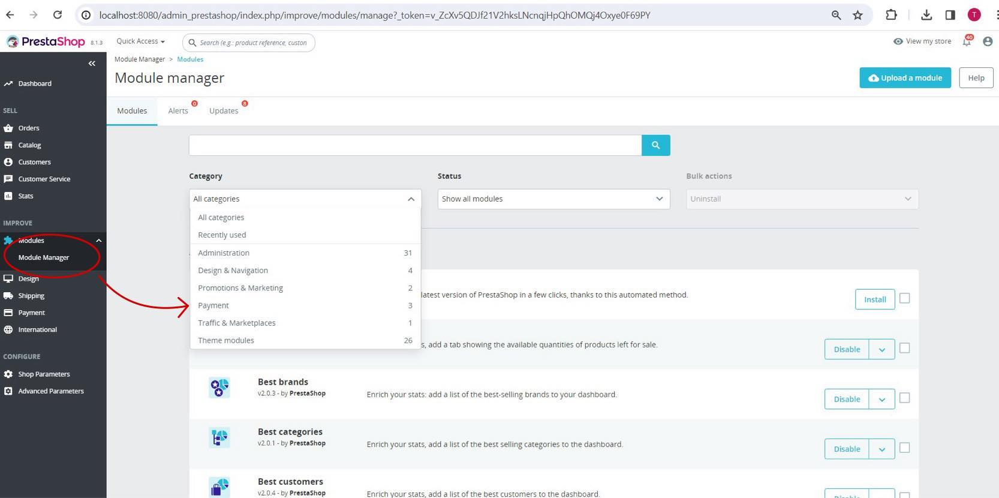 localhost:8080/admin_prestashop/index.php/improve/modules/manage?_token=v_ZcXv5QDJf21V2hksLNcnqjHpQhOMQj4Oxye0F69PY
T
PrestaShop 8.1.3
Quick Access
Search (e.g.: product reference, custon
View my store
40
Module Manager > Modules
Module manager
Upload a module
Help
Dashboard
SELL
Orders
Catalog
Customers
Customer Service
Stats
IMPROVE
Modules
Module Manager
Design
Shipping
Payment
International
CONFIGURE
Shop Parameters
Advanced Parameters
Modules
Alerts 0
Updates 8
Category
Status
Bulk actions
All categories
Show all modules
Uninstall
All categories
Recently used
Administration 31
Design & Navigation 4
Promotions & Marketing 2
Payment 3
Traffic & Marketplaces 1
Theme modules 26
latest version of PrestaShop in a few clicks, thanks to this automated method.
Install
s, add a tab showing the available quantities of products left for sale.
Disable
Best brands
v2.0.3 - by PrestaShop
Enrich your stats: add a list of the best-selling brands to your dashboard.
Disable
Best categories
v2.0.1 - by PrestaShop
Enrich your stats, add a list of the best selling categories to the dashboard.
Disable
Best customers
v2.0.4 - by PrestaShop
Enrich your stats, add a list of the best customers to the dashboard.
Disable